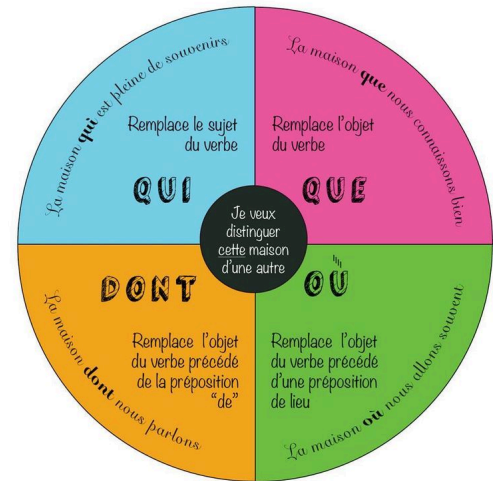 La maison qui est pleine de souvenirs
Remplace le sujet
du verbe
QUI
La maison que nous connaissons bien
Remplace l'objet
du verbe
QUE
Je veux
distinguer
cette maison
d'une autre
DONT
Remplace l'objet
du verbe précédé
de la préposition
"de"
La maison dont nous parlons
OÙ
Remplace l'objet
du verbe précédé
d'une préposition
de lieu
La maison où nous allons souvent